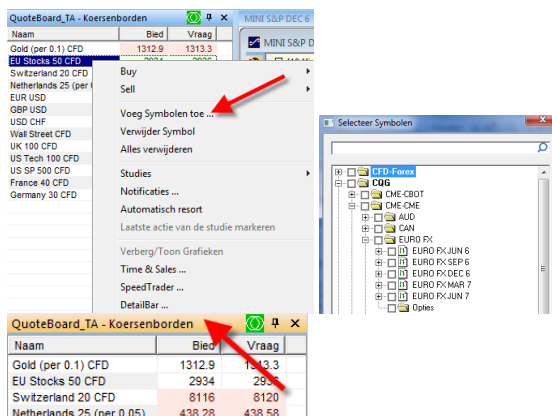 QuoteBoard_TA - Koersenborden
MINI S&P DEC 6
Naam Bied Vraag
MINI S&P D
Gold (per 0.1) CFD 1312.9 1313.3
EU Stocks 50 CFD 2934 2936
Switzerland 20 CFD
Netherlands 25 (per
EUR USD
GBP USD
USD CHF
Wall Street CFD
UK 100 CFD
US Tech 100 CFD
US SP 500 CFD
France 40 CFD
Germany 30 CFD
Buy
Sell
Voeg Symbolen toe ...
Verwijder Symbol
Alles verwijderen
Studies
Notificaties ...
Automatisch resort
Laatste actie van de studie markeren
Verberg/Toon Grafieken
Time & Sales ...
SpeedTrader ...
DetailBar ...
Selecteer Symbolen
CFD-Forex
CQG
CME-CBOT
CME-CME
AUD
CAN
EURO FX
EURO FX JUN 6
EURO FX SEP 6
EURO FX DEC 6
EURO FX MAR 7
EURO FX JUN 7
Opties
QuoteBoard_TA - Koersenborden
Naam Bied Vraag
Gold (per 0.1) CFD 1312.9 1313.3
EU Stocks 50 CFD 2934 2936
Switzerland 20 CFD 8116 8120
Netherlands 25 (per 0.05) 438.28 438.58